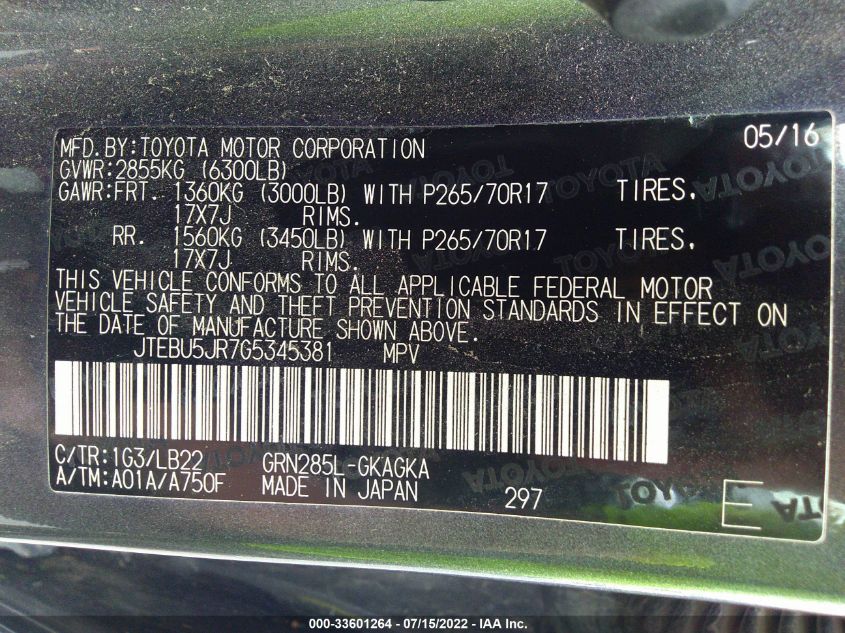 MFD.BY:TOYOTA MOTOR CORPORATION 05/16
GVWR:2855KG (6300LB)
GAWR:FRT. 1360KG (3000LB) WITH P265/70R17 TIRES,
17X7J RIMS.
RR. 1560KG (3450LB) WITH P265/70R17 TIRES,
17X7J RIMS.
THIS VEHICLE CONFORMS TO ALL APPLICABLE FEDERAL MOTOR
VEHICLE SAFETY AND THEFT PREVENTION STANDARDS IN EFFECT ON
THE DATE OF MANUFACTURE SHOWN ABOVE.
JTEBU5JR7G5345381 MPV
C/TR:1G3/LB22 GRN285L-GKAGKA
A/TM:A01A/A750F MADE IN JAPAN 297 E
000-33601264 - 07/15/2022 - IAA Inc.